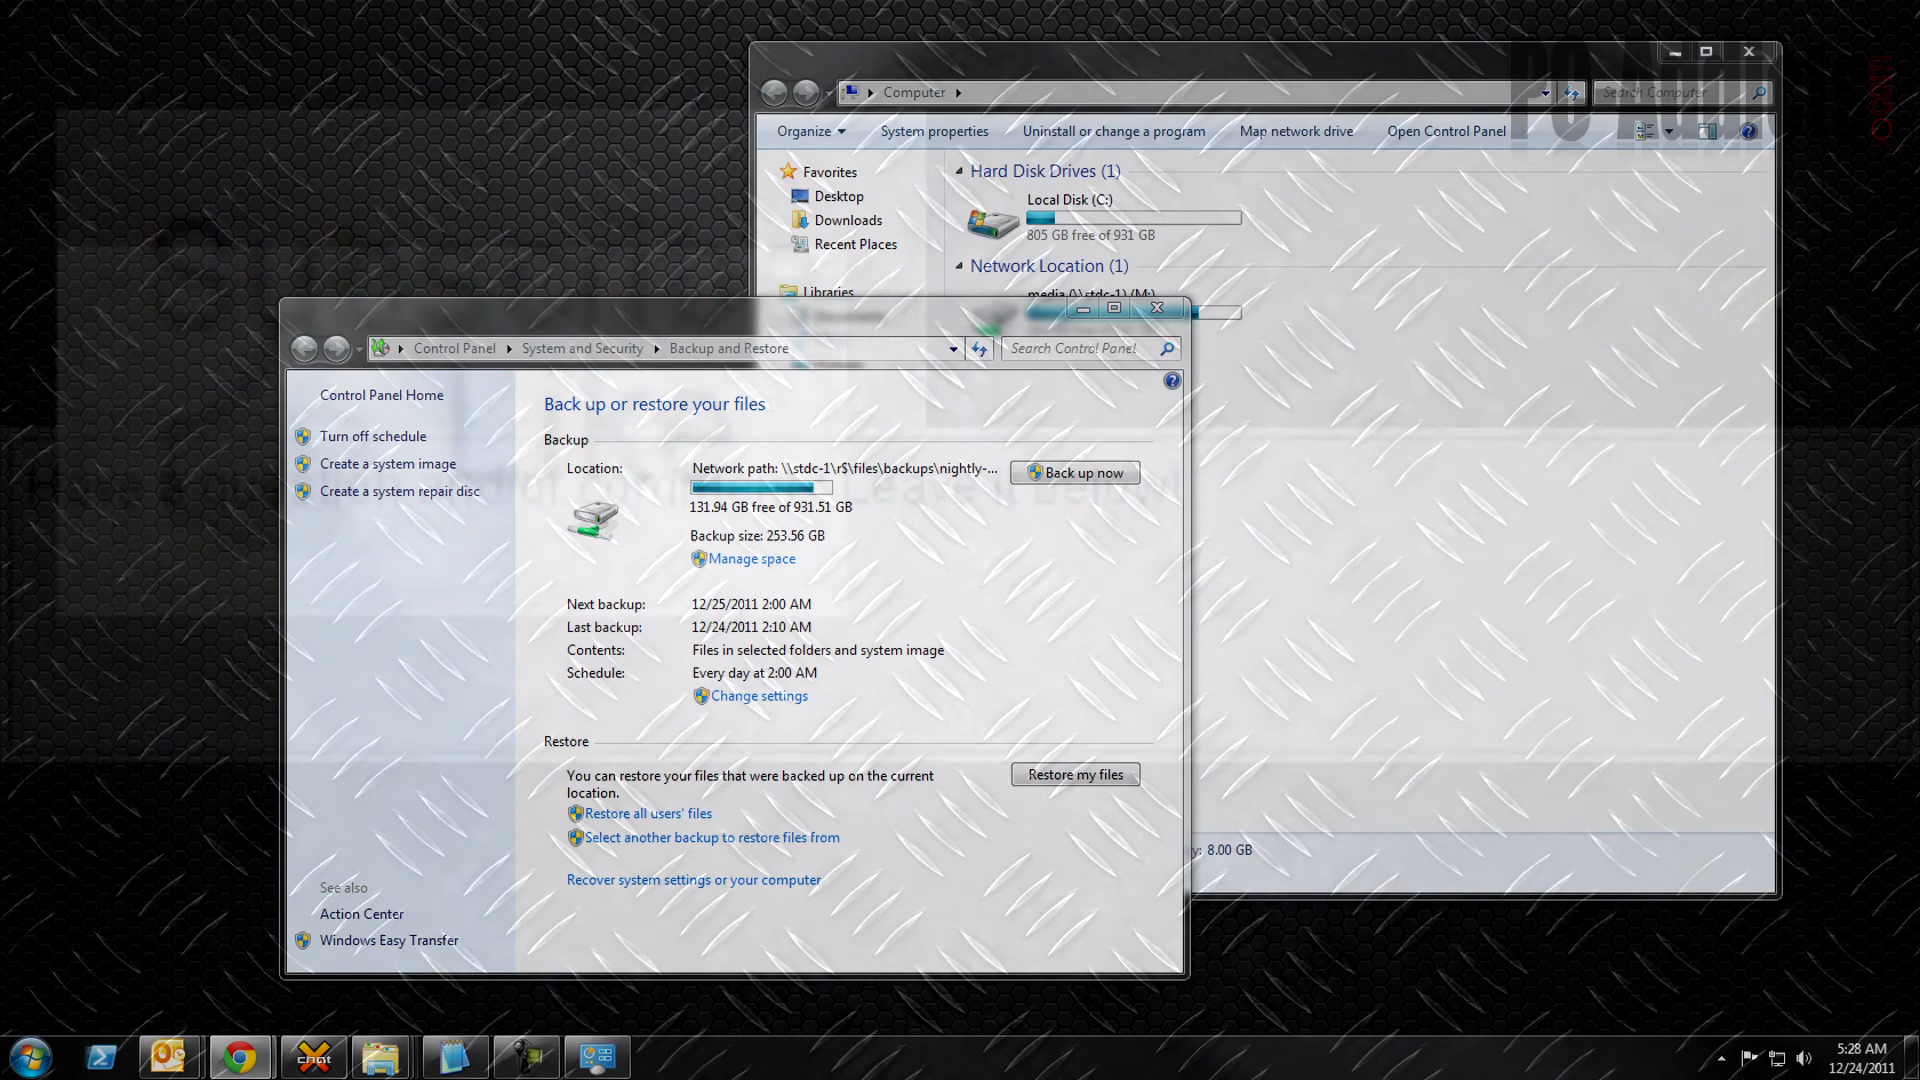 Computer
Search Computer
Organize
System properties
Uninstall or change a program
Map network drive
Open Control Panel
Favorites
Desktop
Downloads
Recent Places
Libraries
Hard Disk Drives (1)
Local Disk (C:)
805 GB free of 931 GB
Network Location (1)
media (\\stdc-1) (M:)
8.00 GB
Control Panel
System and Security
Backup and Restore
Search Control Panel
Control Panel Home
Turn off schedule
Create a system image
Create a system repair disc
See also
Action Center
Windows Easy Transfer
Back up or restore your files
Backup
Location:
Network path: \\stdc-1\r$\files\backups\nightly-...
Back up now
131.94 GB free of 931.51 GB
Backup size: 253.56 GB
Manage space
Next backup: 12/25/2011 2:00 AM
Last backup: 12/24/2011 2:10 AM
Contents: Files in selected folders and system image
Schedule: Every day at 2:00 AM
Change settings
Restore
You can restore your files that were backed up on the current
location.
Restore my files
Restore all users' files
Select another backup to restore files from
Recover system settings or your computer
chat
5:28 AM
12/24/2011